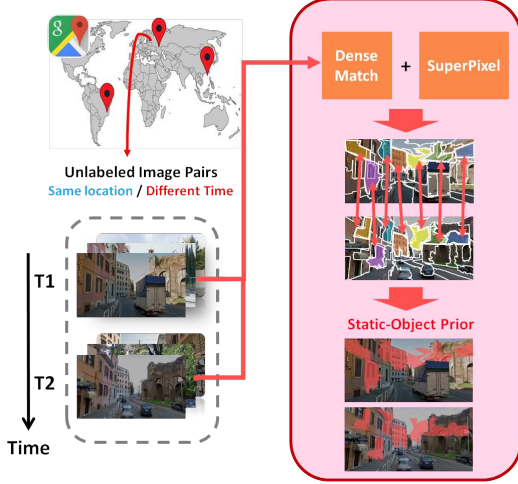 g
Unlabeled Image Pairs
Same location / Different Time
T1
T2
Time
Dense
Match
+
SuperPixel
Static-Object Prior